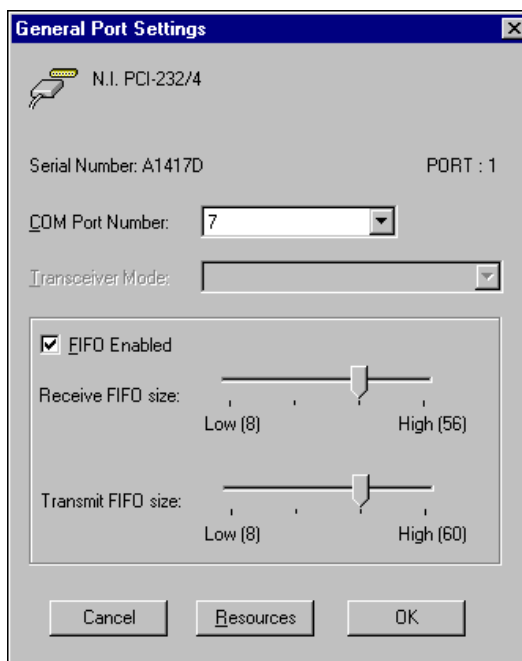 General Port Settings
N.I. PCI-232/4
Serial Number: A1417D PORT : 1
COM Port Number: 7
Transceiver Mode:
FIFO Enabled
Receive FIFO size:
Low (8) High (56)
Transmit FIFO size:
Low (8) High (60)
Cancel Resources OK